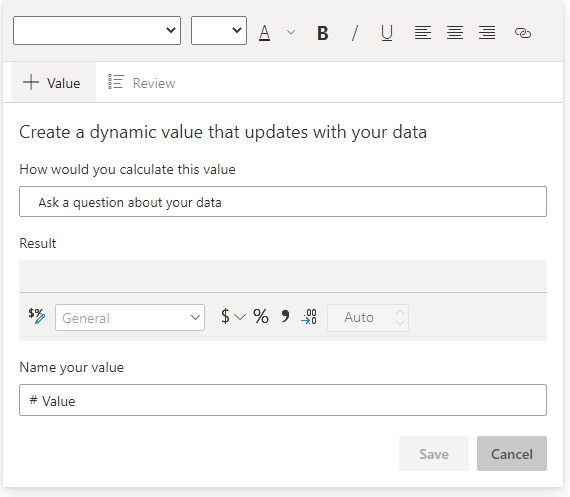 A B / U
+ Value Review
Create a dynamic value that updates with your data
How would you calculate this value
Ask a question about your data
Result
$% General $ % , .00 Auto
Name your value
# Value
Save Cancel